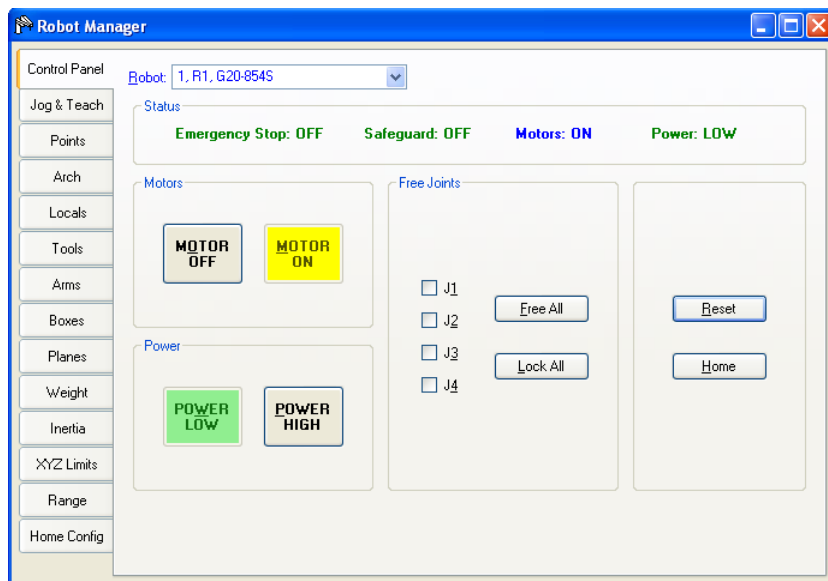 Robot Manager
Control Panel
Jog & Teach
Points
Arch
Locals
Tools
Arms
Boxes
Planes
Weight
Inertia
XYZ Limits
Range
Home Config
Robot: 1, R1, G20-854S
Status
Emergency Stop: OFF Safeguard: OFF Motors: ON Power: LOW
Motors
MOTOR OFF
MOTOR ON
Power
POWER LOW
POWER HIGH
Free Joints
J1
J2
J3
J4
Free All
Lock All
Reset
Home